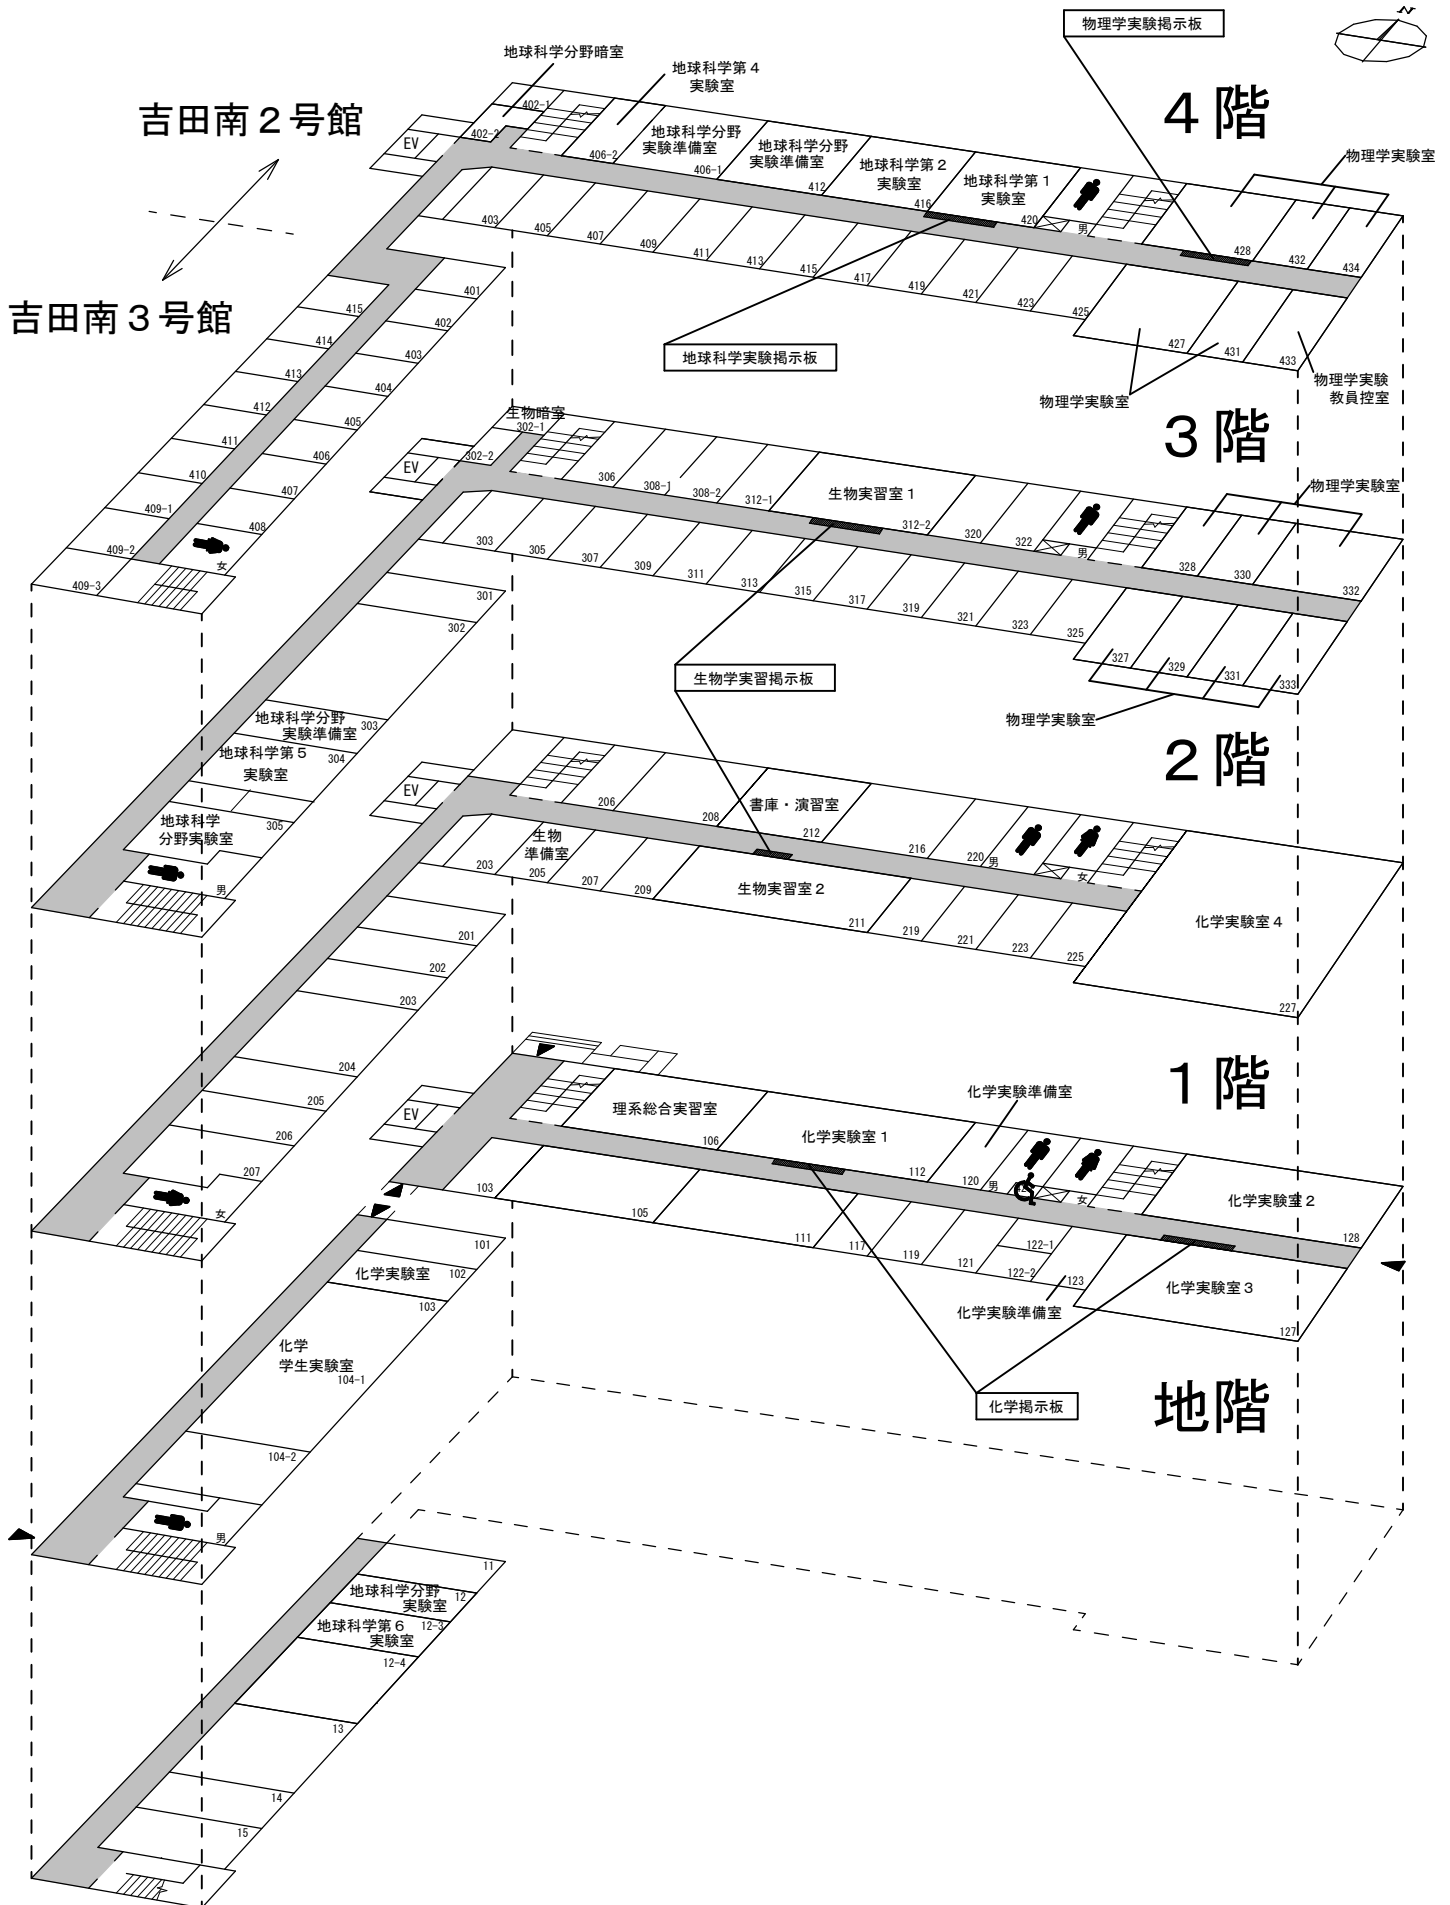 N
物理学実験掲示板
地球科学分野暗室
地球科学第４
実験室
４階
吉田南２号館
物理学実験室
402-1
402-2
EV
406-2
地球科学分野
実験準備室
406-1
地球科学分野
実験準備室
412
地球科学第２
実験室
416
地球科学第１
実験室
420
男
428
432
434
403
405
407
409
411
413
415
417
419
421
423
425
427
431
433
吉田南３号館
地球科学実験掲示板
物理学実験室
物理学実験
教員控室
401
402
403
404
405
406
407
408
415
414
413
412
411
410
409-1
409-2
409-3
女
３階
生物暗室
302-1
302-2
EV
306
308-1
308-2
312-1
生物実習室１
312-2
320
322
男
328
330
332
物理学実験室
303
305
307
309
311
313
315
317
319
321
323
325
327
329
331
333
物理学実験室
生物学実習掲示板
301
302
303
地球科学分野
実験準備室
304
地球科学第５
実験室
305
地球科学
分野実験室
男
２階
EV
206
208
書庫・演習室
212
216
220
男
女
203
生物
準備室
205
207
209
生物実習室２
211
219
221
223
225
化学実験室４
227
201
202
203
204
205
206
207
女
１階
EV
理系総合実習室
106
化学実験室１
112
化学実験準備室
120
男
女
化学実験室２
128
103
105
111
117
119
121
122-1
122-2
123
化学実験準備室
化学実験室３
127
化学掲示板
101
化学実験室
102
103
化学
学生実験室
104-1
104-2
男
地階
11
地球科学分野
実験室
12
地球科学第６
実験室
12-3
12-4
13
14
15